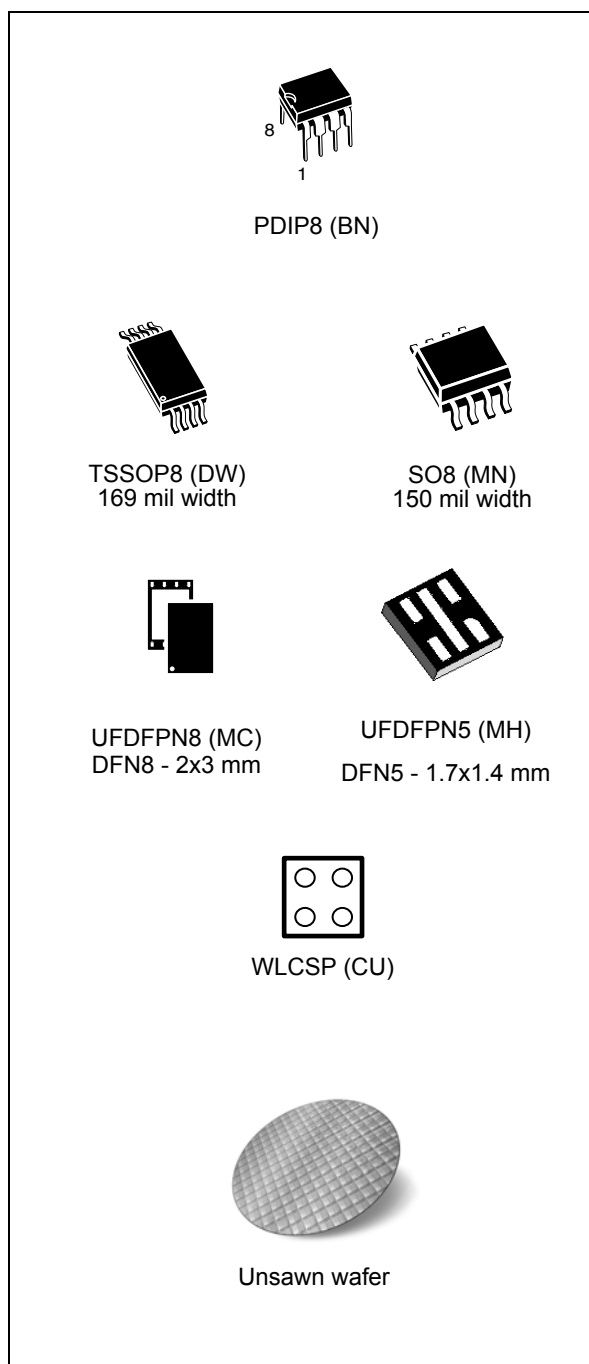 8
1
PDIP8 (BN)
TSSOP8 (DW)
169 mil width
SO8 (MN)
150 mil width
UFDFPN8 (MC)
DFN8 - 2x3 mm
UFDFPN5 (MH)
DFN5 - 1.7x1.4 mm
WLCSP (CU)
Unsawn wafer